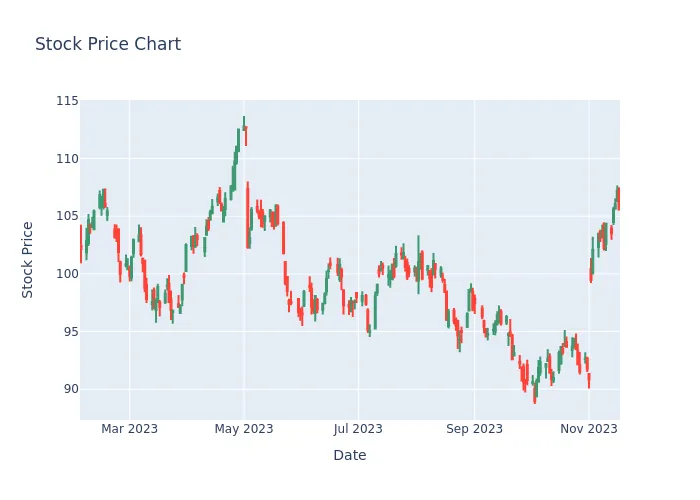 Stock Price Chart
115
110
105
100
95
90
Stock Price
Mar 2023
May 2023
Jul 2023
Sep 2023
Nov 2023
Date